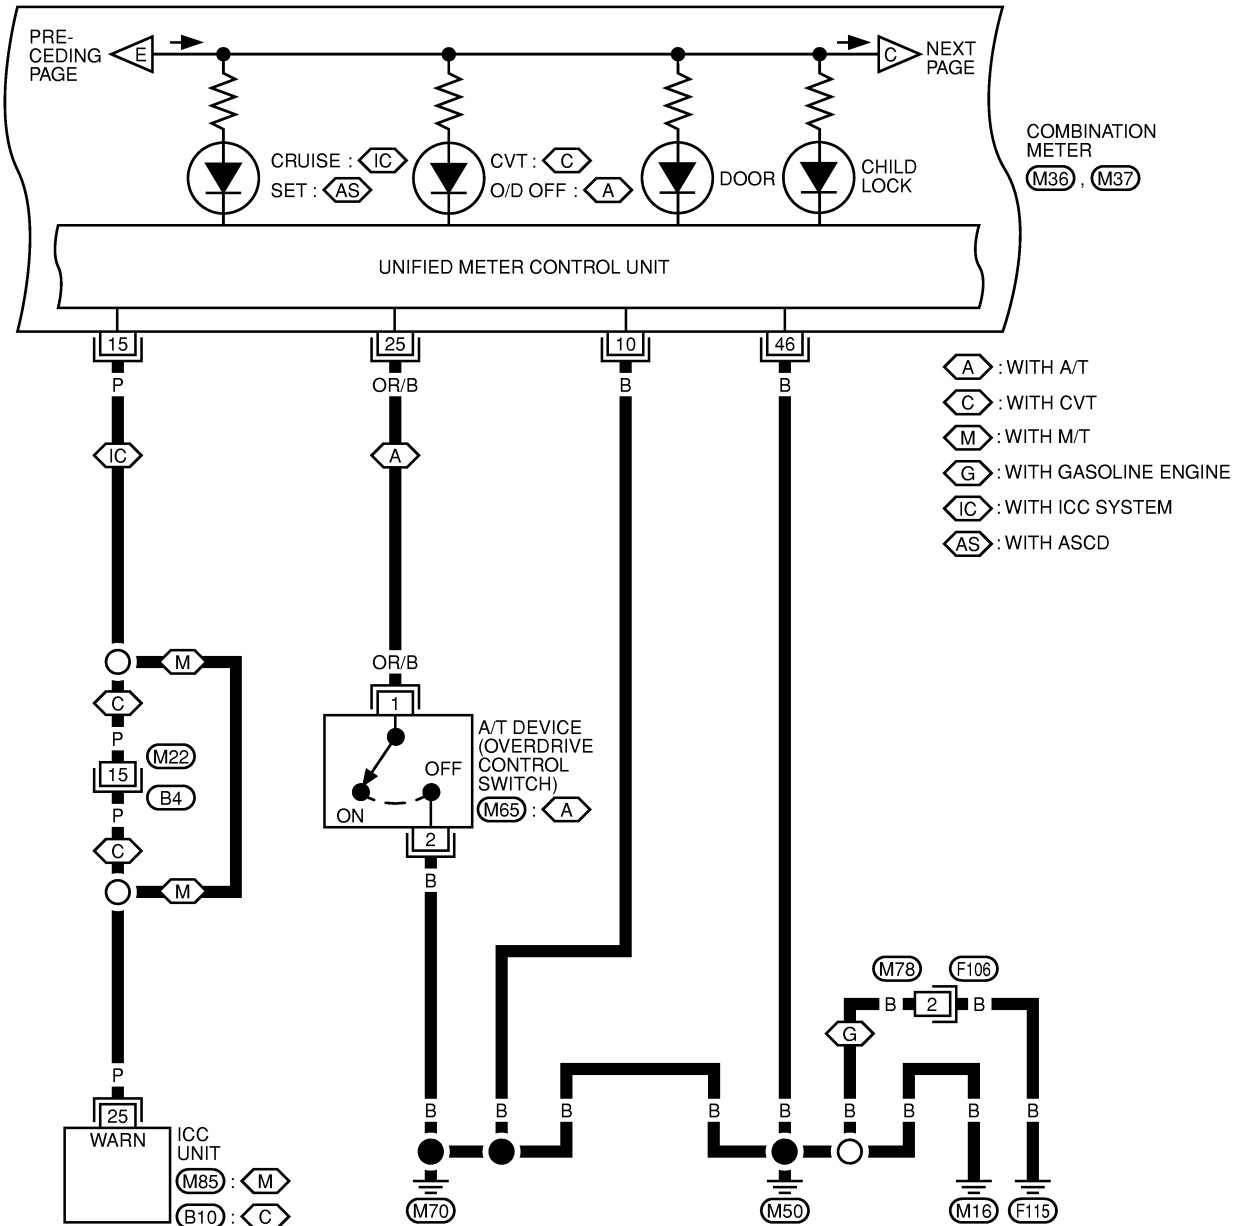 PRE-
CEDING
PAGE
E
C
NEXT
PAGE
CRUISE : IC
SET : AS
CVT : C
O/D OFF : A
DOOR
CHILD
LOCK
COMBINATION
METER
M36 , M37
UNIFIED METER CONTROL UNIT
15
25
10
46
P
OR/B
B
B
A : WITH A/T
C : WITH CVT
M : WITH M/T
G : WITH GASOLINE ENGINE
IC : WITH ICC SYSTEM
AS : WITH ASCD
IC
A
M
C
P
15
M22
B4
P
C
M
OR/B
1
A/T DEVICE
(OVERDRIVE
CONTROL
SWITCH)
M65 : A
OFF
ON
2
B
M78
F106
B
2
B
G
P
25
WARN
ICC
UNIT
M85 : M
B10 : C
B
B
B
B
B
B
B
B
B
M70
M50
M16
F115